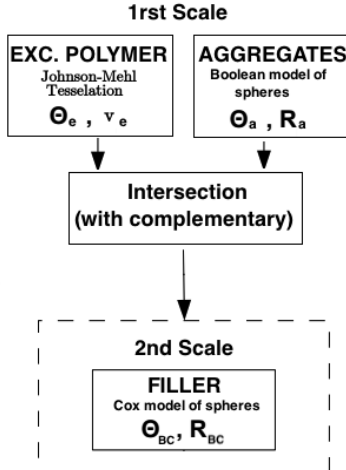 1rst Scale
EXC. POLYMER
Johnson-Mehl
Tesselation
Θe , ve
AGGREGATES
Boolean model of
spheres
Θa , Ra
Intersection
(with complementary)
2nd Scale
FILLER
Cox model of spheres
ΘBC, RBC